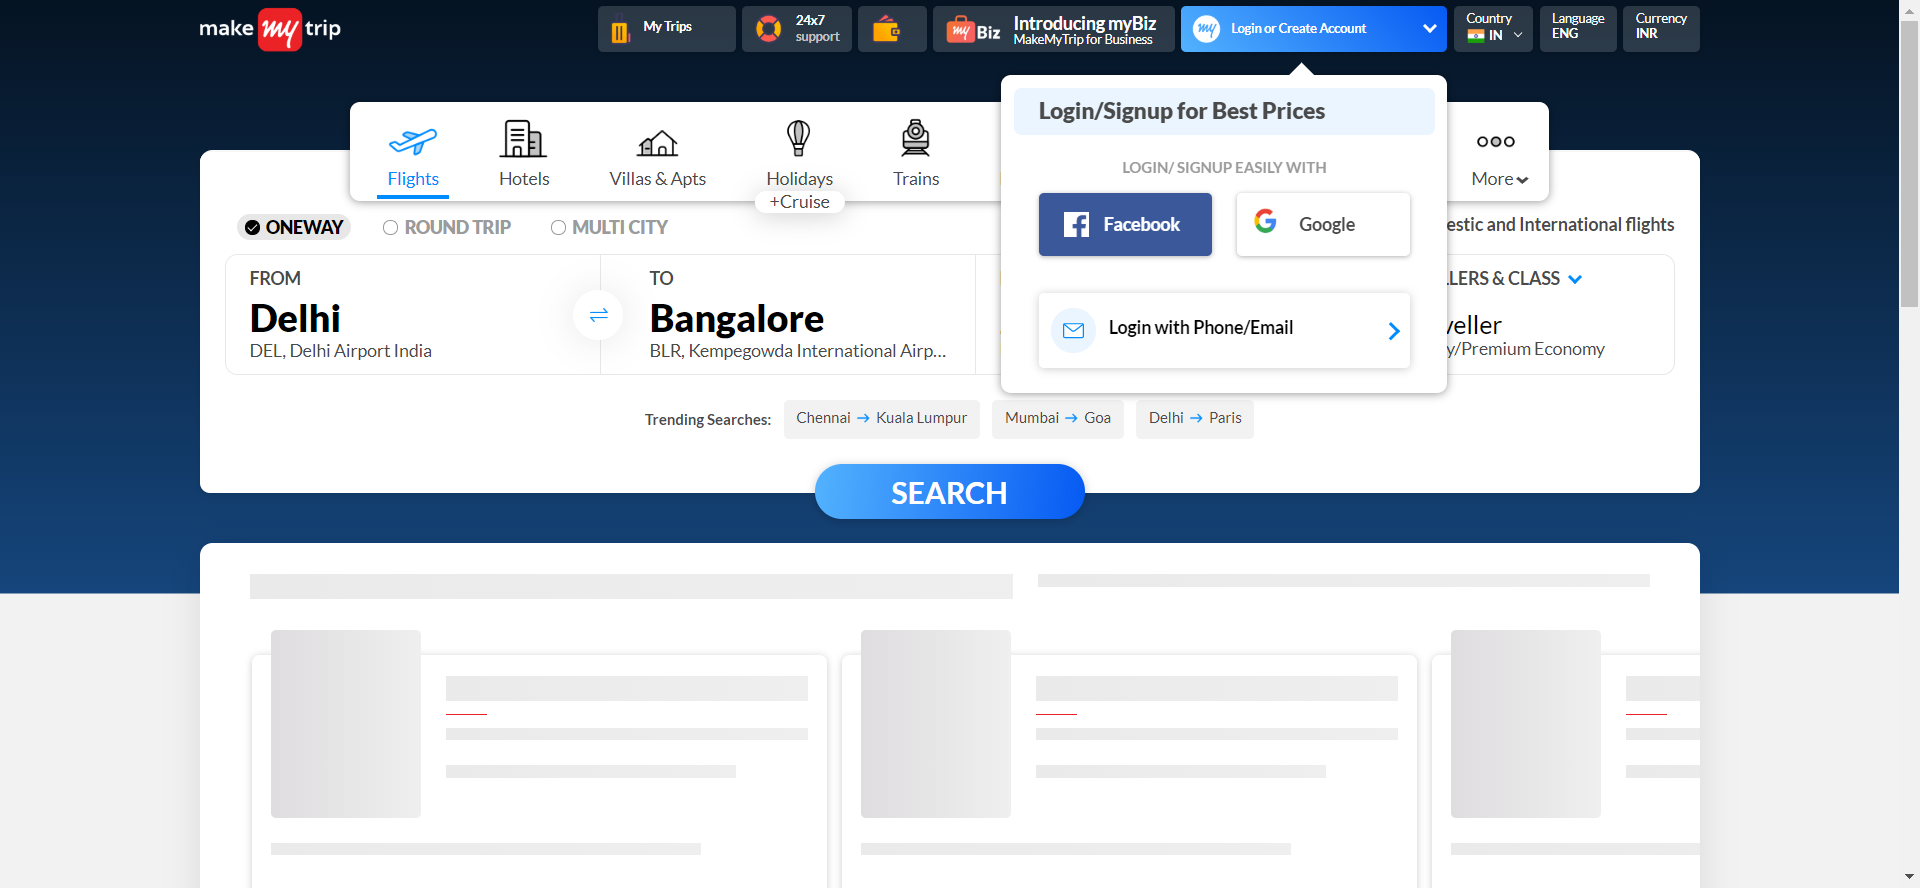 make my trip
My Trips
24x7
support
my Biz
Introducing myBiz
MakeMyTrip for Business
my
Login or Create Account
Country
IN
Language
ENG
Currency
INR
Login/Signup for Best Prices
LOGIN/ SIGNUP EASILY WITH
Facebook
Google
Login with Phone/Email
Flights
Hotels
Villas & Apts
Holidays
+Cruise
Trains
More
ONEWAY
ROUND TRIP
MULTI CITY
estic and International flights
FROM
Delhi
DEL, Delhi Airport India
TO
Bangalore
BLR, Kempegowda International Airp...
LLERS & CLASS
veller
y/Premium Economy
Trending Searches:
Chennai → Kuala Lumpur
Mumbai → Goa
Delhi → Paris
SEARCH